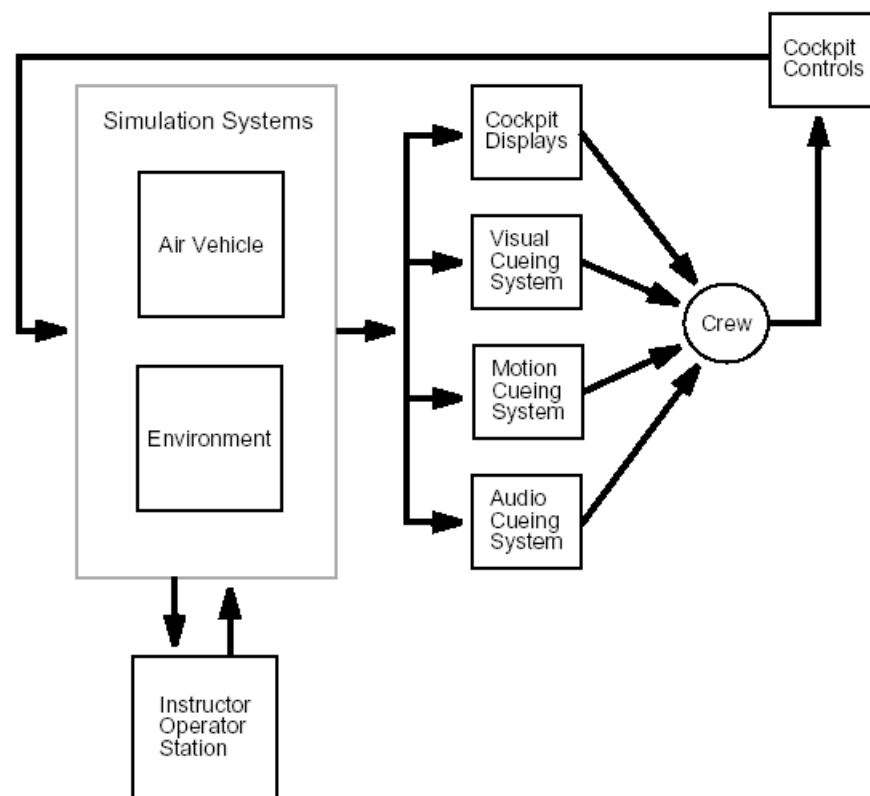 Cockpit
Controls
Simulation Systems
Air Vehicle
Environment
Cockpit
Displays
Visual
Cueing
System
Motion
Cueing
System
Audio
Cueing
System
Crew
Instructor
Operator
Station